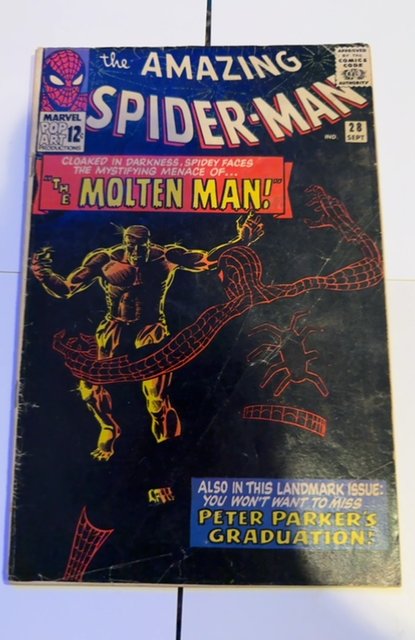 the AMAZING
SPIDER-MAN
APPROVED
BY THE
COMICS
CODE
AUTHORITY
MARVEL
POP
ART
PRODUCTIONS
12¢
IND.
28
SEPT
CLOAKED IN DARKNESS, SPIDEY FACES
THE MYSTIFYING MENACE OF...
"THE MOLTEN MAN!"
ALSO IN THIS LANDMARK ISSUE:
YOU WON'T WANT TO MISS
PETER PARKER'S
GRADUATION!